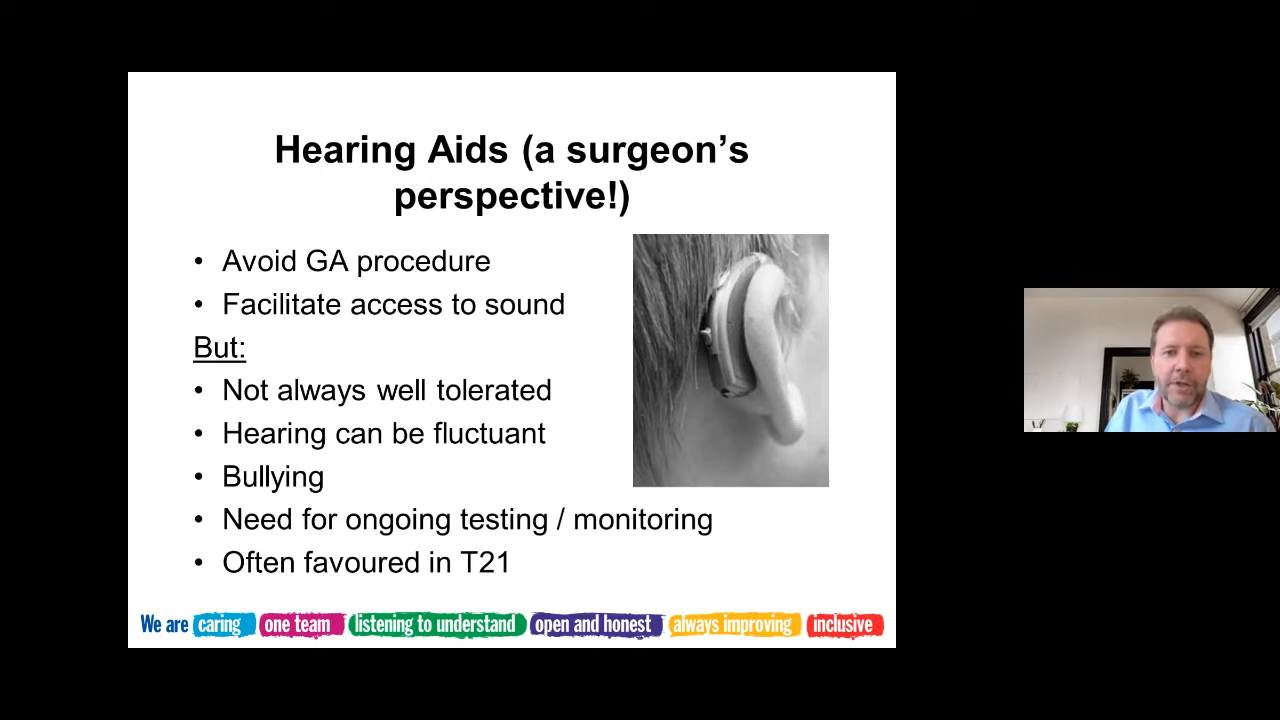 Hearing Aids (a surgeon's
perspective!)
• Avoid GA procedure
• Facilitate access to sound
But:
• Not always well tolerated
• Hearing can be fluctuant
• Bullying
• Need for ongoing testing / monitoring
• Often favoured in T21
We are caring one team listening to understand open and honest always improving inclusive